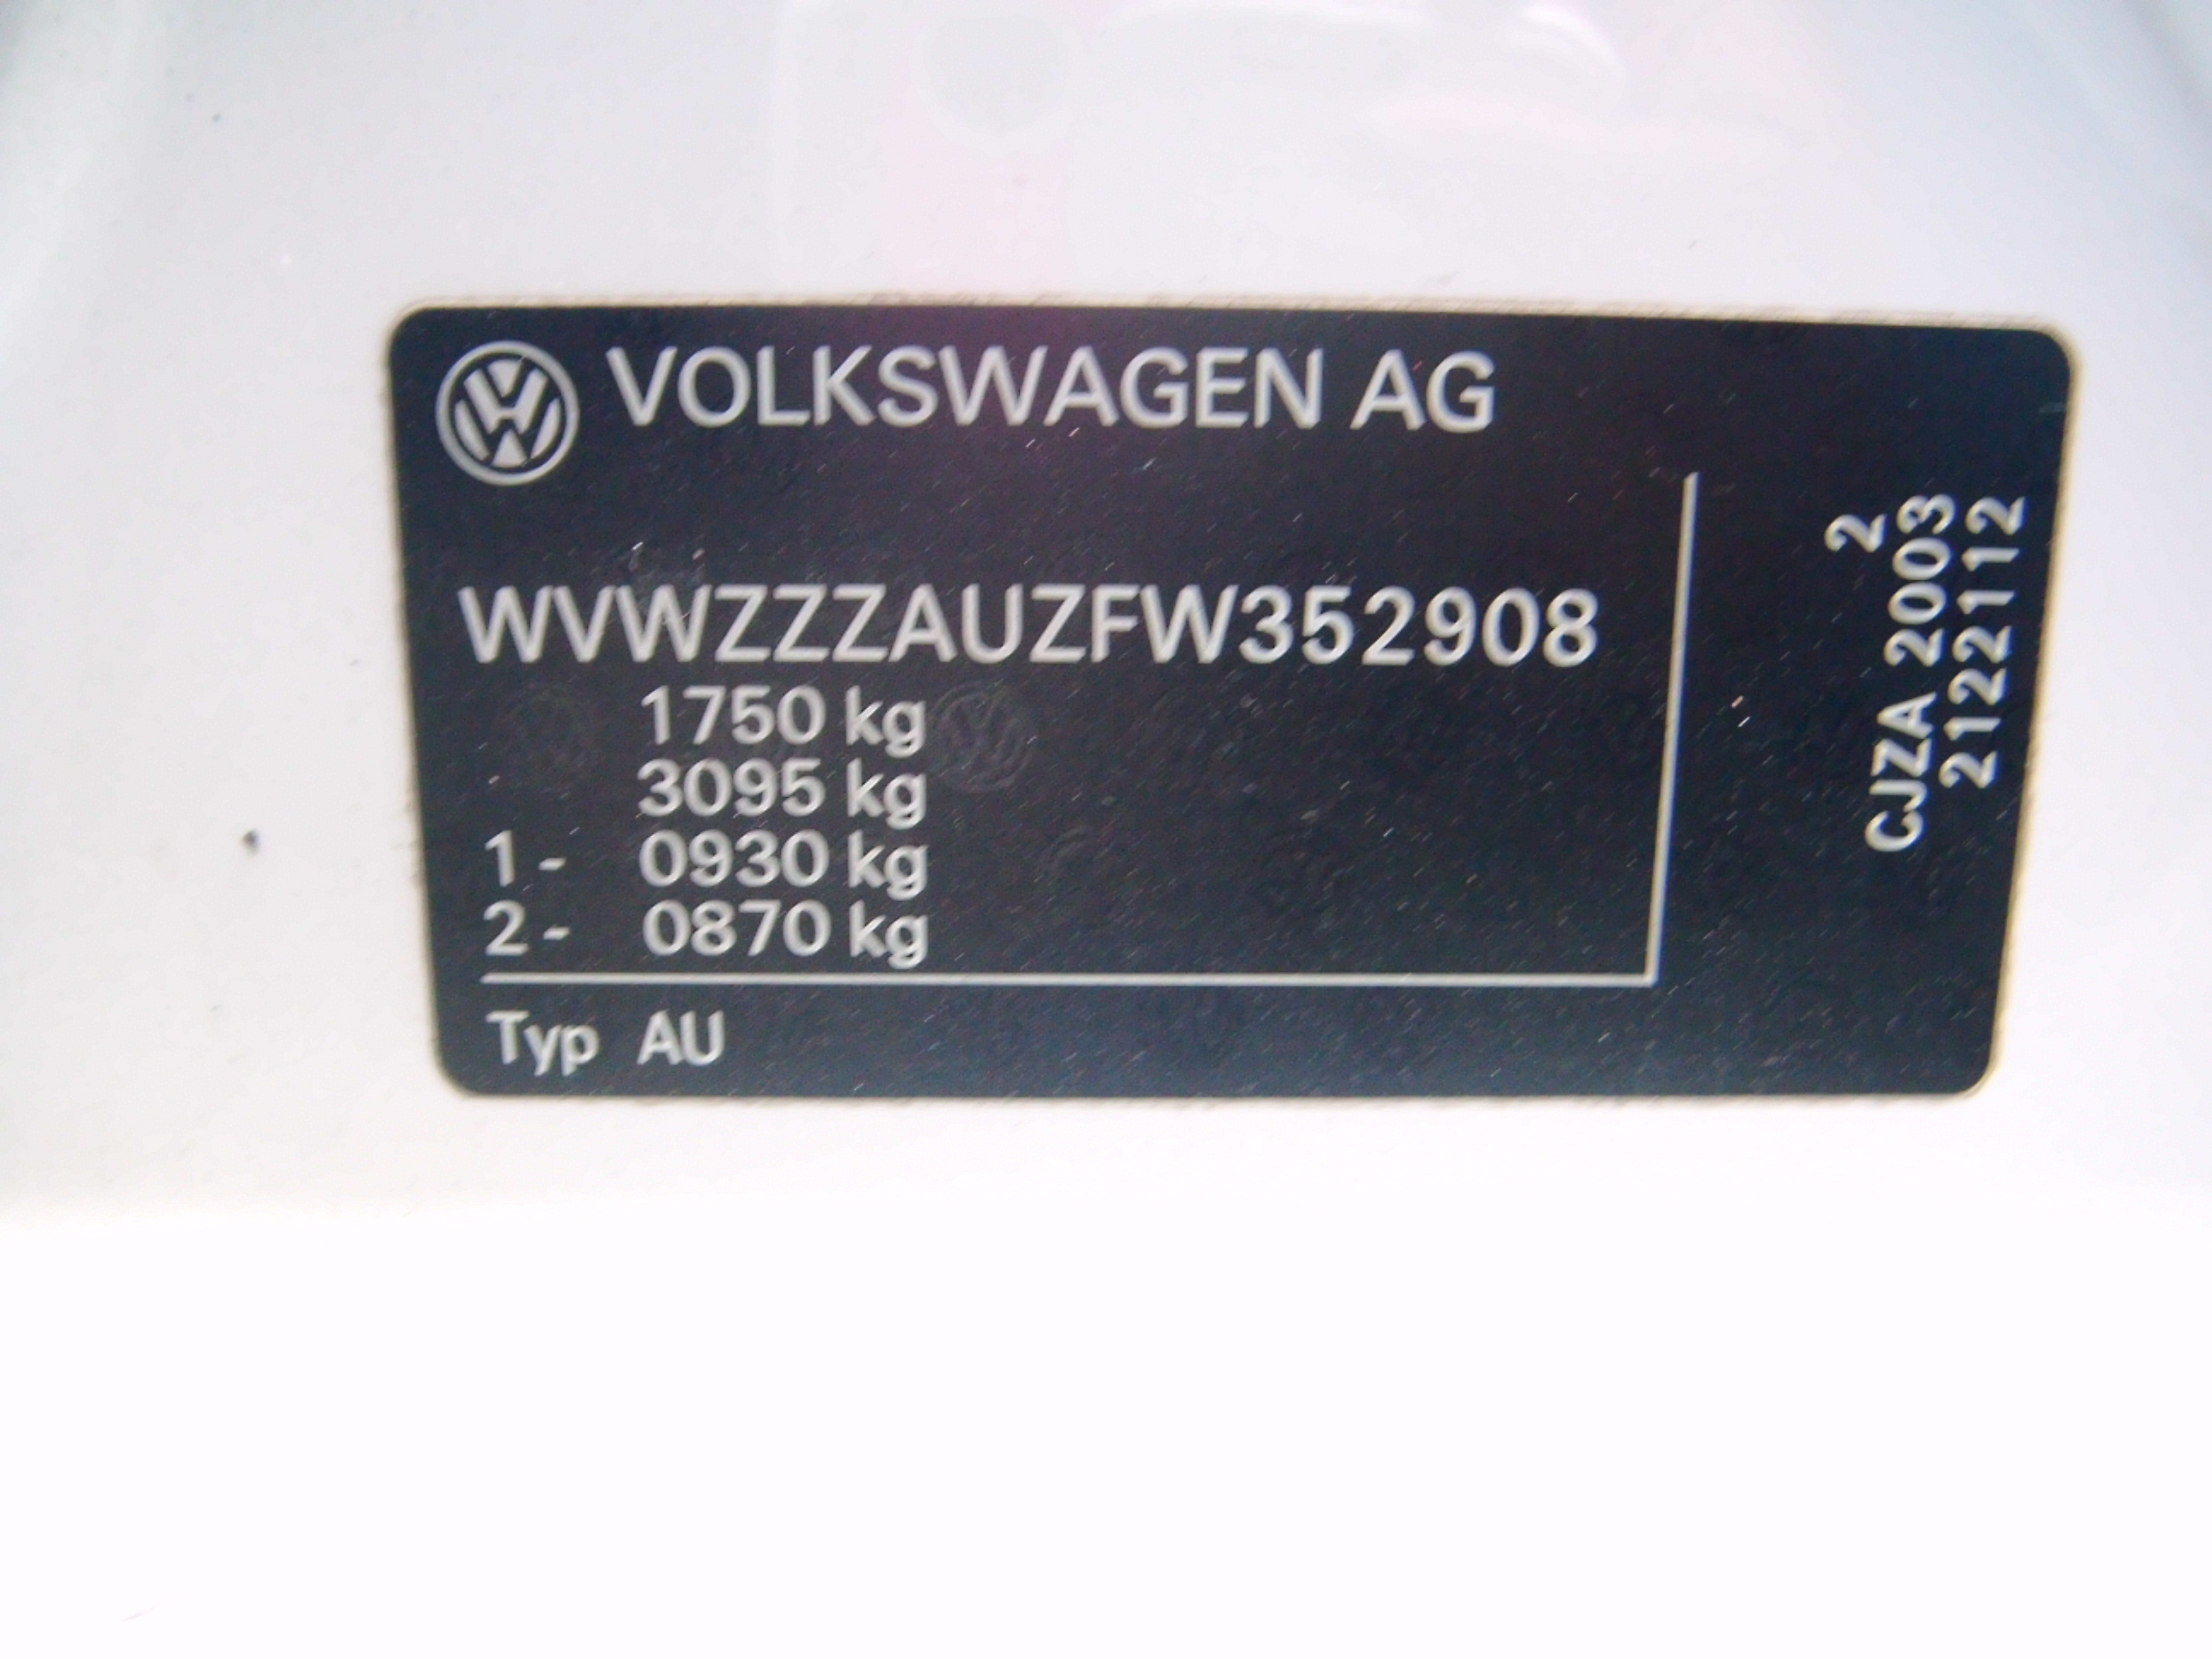 VOLKSWAGEN AG
WVWZZZAUZFW352908
1750 kg
3095 kg
1- 0930 kg
2- 0870 kg
Typ AU
2
CJZA 2003
2122112